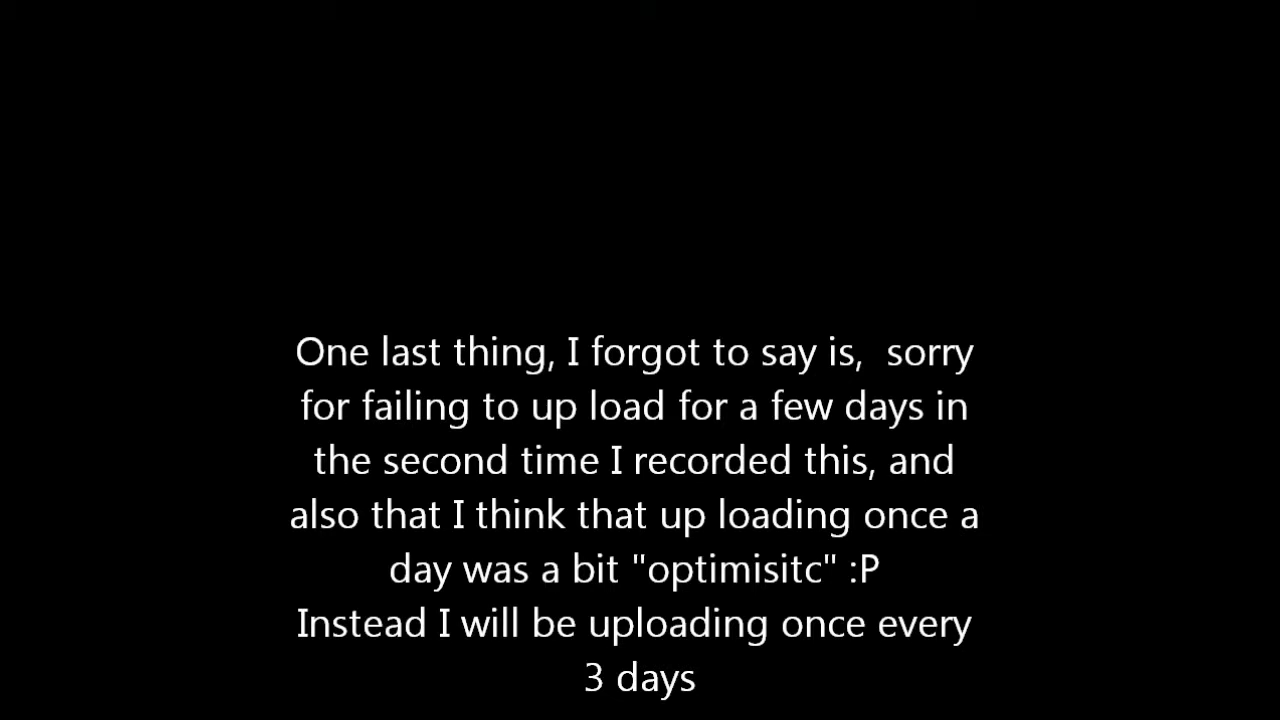 One last thing, I forgot to say is,  sorry
for failing to up load for a few days in
the second time I recorded this, and
also that I think that up loading once a
day was a bit "optimisitc" :P
Instead I will be uploading once every
3 days